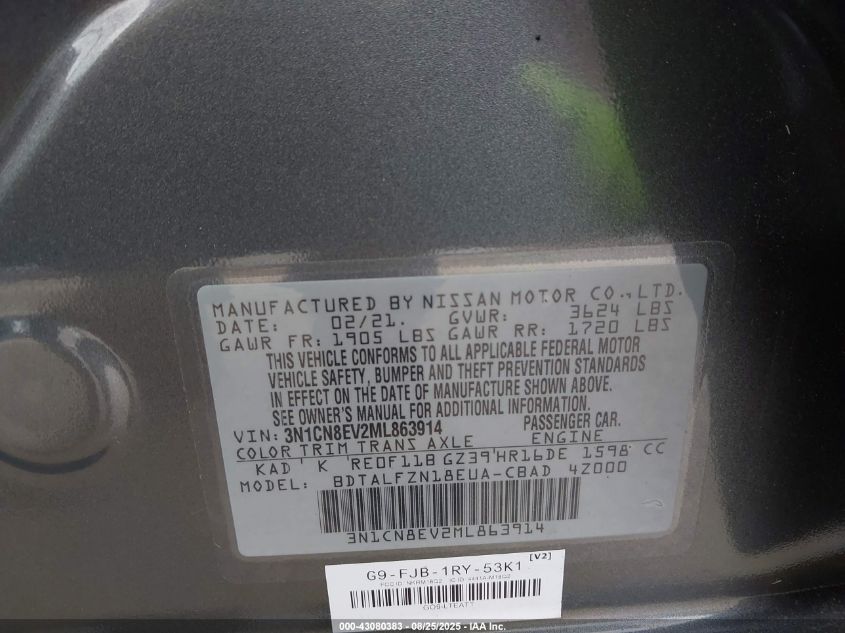 MANUFACTURED BY NISSAN MOTOR CO., LTD.
DATE: 02/21. GVWR: 3624 LBS
GAWR FR: 1905 LBS GAWR RR: 1720 LBS
THIS VEHICLE CONFORMS TO ALL APPLICABLE FEDERAL MOTOR
VEHICLE SAFETY, BUMPER AND THEFT PREVENTION STANDARDS
IN EFFECT ON THE DATE OF MANUFACTURE SHOWN ABOVE.
SEE OWNER'S MANUAL FOR ADDITIONAL INFORMATION.
VIN: 3N1CN8EV2ML863914 PASSENGER CAR.
COLOR TRIM TRANS AXLE ENGINE
KAD K RE0F11B GZ39 HR16DE 1598 CC
MODEL: BDTALFZN18EUA-CBAD 4Z000
3N1CN8EV2ML863914
[V2]
G9-FJB-1RY-53K1
GO9-LTEATT
000-43080383 - 08/25/2025 - IAA Inc.